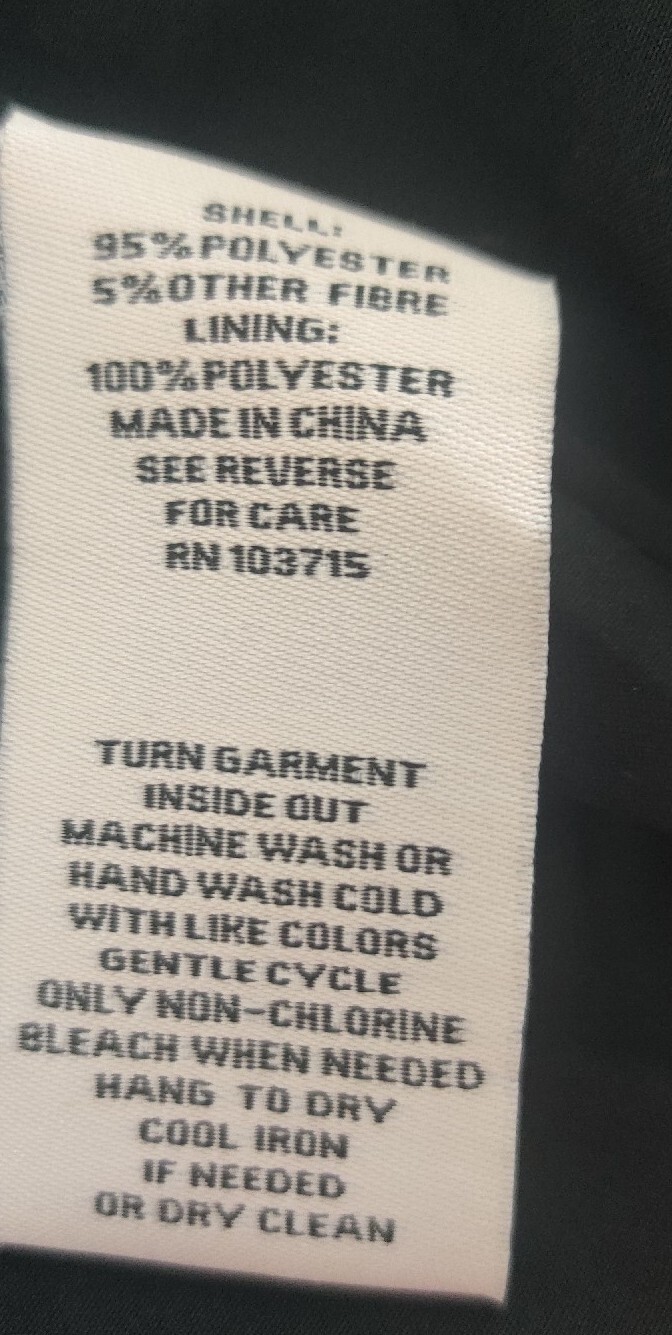 SHELL:
95% POLYESTER
5% OTHER FIBRE
LINING:
100% POLYESTER
MADE IN CHINA
SEE REVERSE
FOR CARE
RN 103715
TURN GARMENT
INSIDE OUT
MACHINE WASH OR
HAND WASH COLD
WITH LIKE COLORS
GENTLE CYCLE
ONLY NON-CHLORINE
BLEACH WHEN NEEDED
HANG TO DRY
COOL IRON
IF NEEDED
OR DRY CLEAN